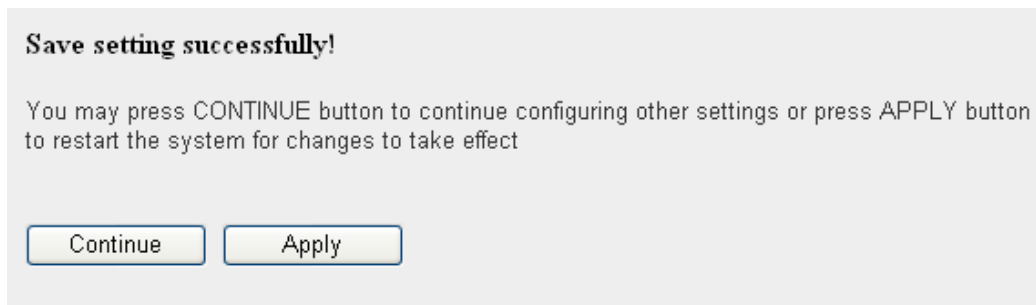 Save setting successfully!
You may press CONTINUE button to continue configuring other settings or press APPLY button
to restart the system for changes to take effect
Continue
Apply